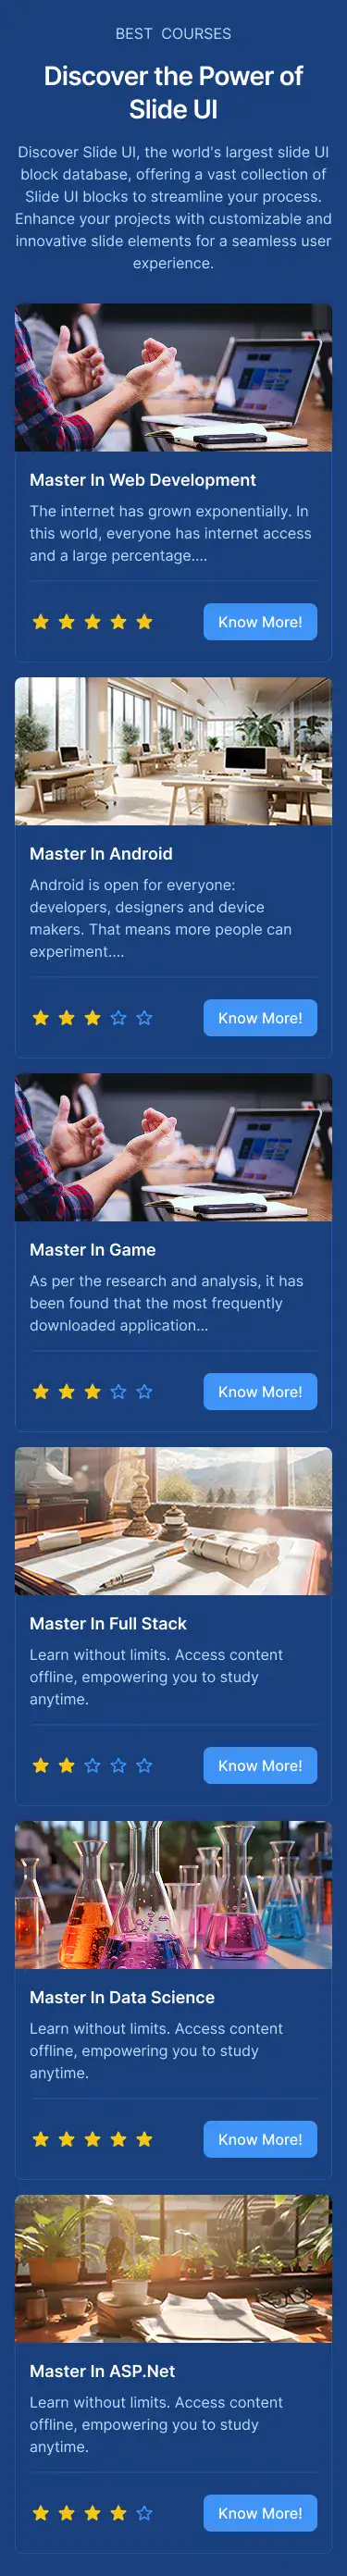 BEST COURSES
Discover the Power of
Slide UI
Discover Slide UI, the world's largest slide UI
block database, offering a vast collection of
Slide UI blocks to streamline your process.
Enhance your projects with customizable and
innovative slide elements for a seamless user
experience.
Master In Web Development
The internet has grown exponentially. In
this world, everyone has internet access
and a large percentage....
Know More!
Master In Android
Android is open for everyone:
developers, designers and device
makers. That means more people can
experiment....
Know More!
Master In Game
As per the research and analysis, it has
been found that the most frequently
downloaded application...
Know More!
Master In Full Stack
Learn without limits. Access content
offline, empowering you to study
anytime.
Know More!
Master In Data Science
Learn without limits. Access content
offline, empowering you to study
anytime.
Know More!
Master In ASP.Net
Learn without limits. Access content
offline, empowering you to study
anytime.
Know More!